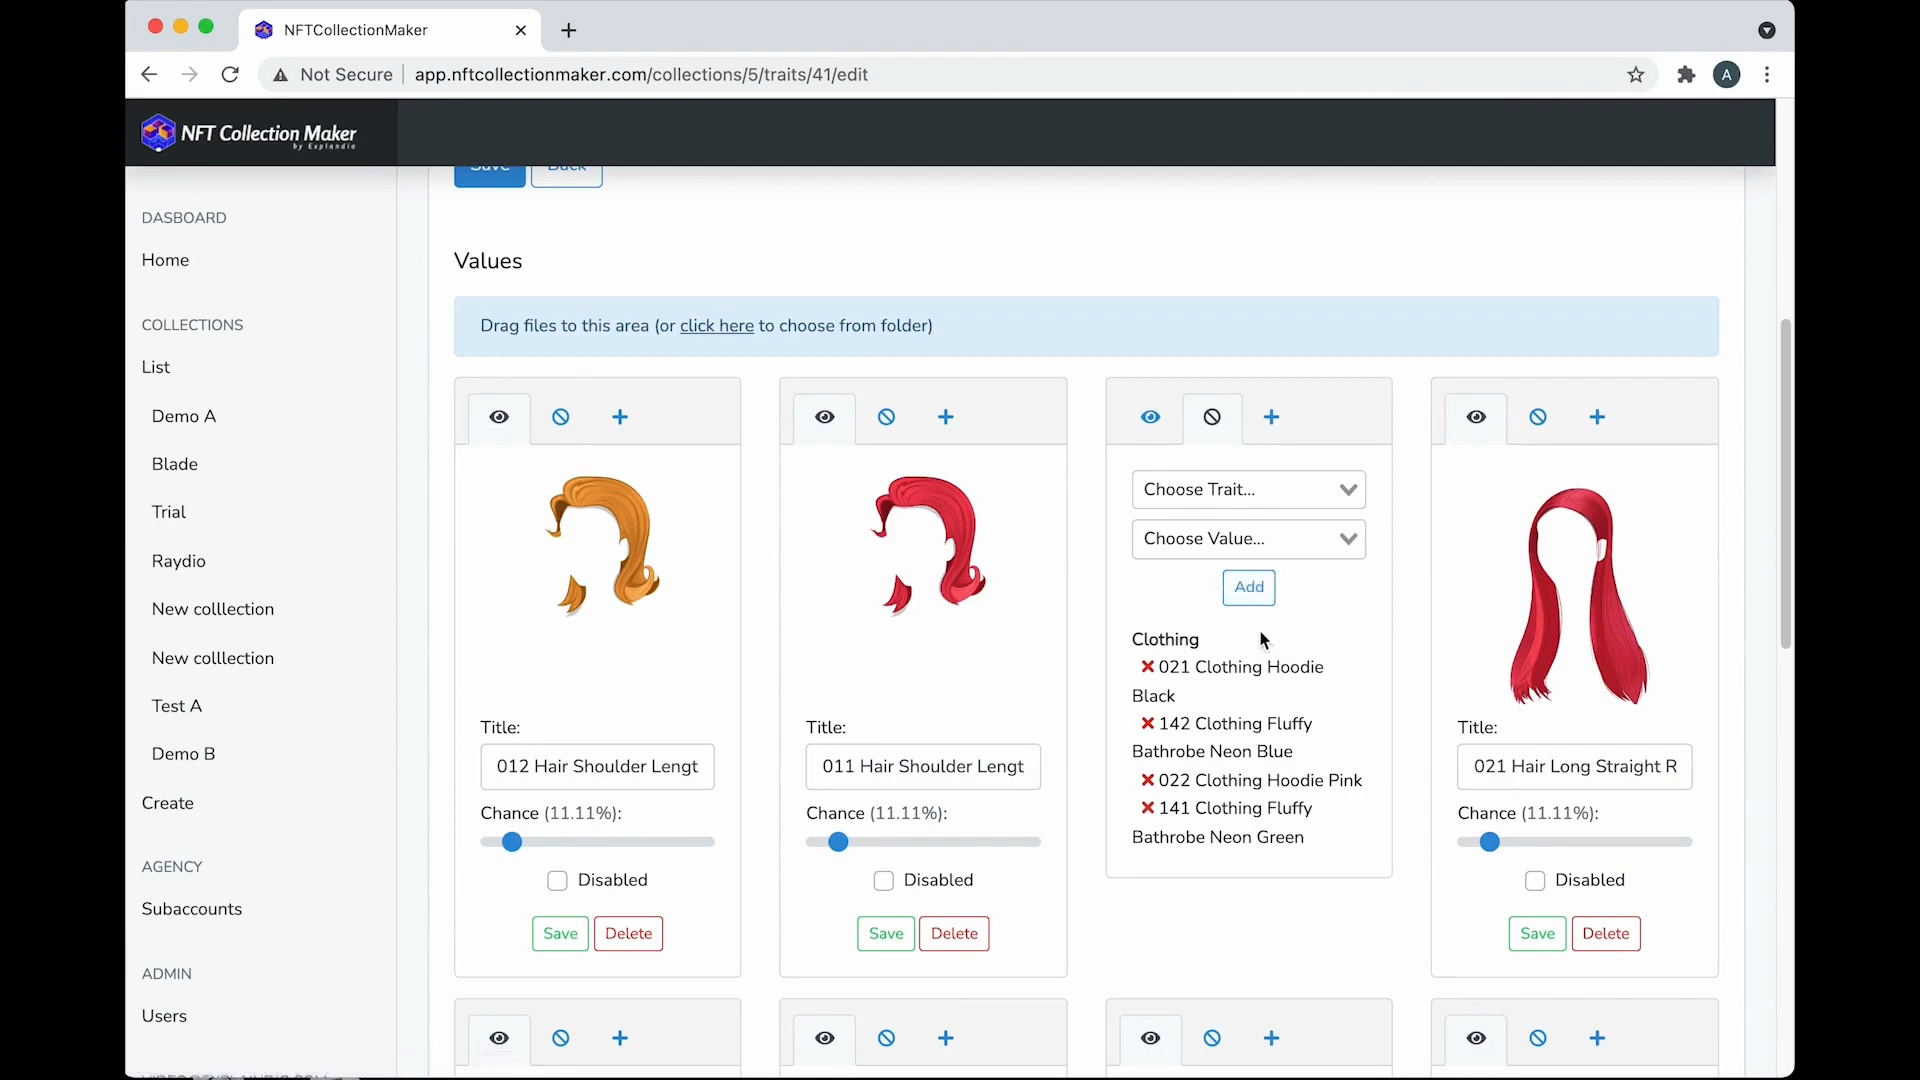 NFTCollectionMaker
Not Secure
app.nftcollectionmaker.com/collections/5/traits/41/edit
A
NFT Collection Maker
by Explandio
Save
Back
DASBOARD
Home
COLLECTIONS
List
Demo A
Blade
Trial
Raydio
New colllection
New colllection
Test A
Demo B
Create
AGENCY
Subaccounts
ADMIN
Users
Values
Drag files to this area (or click here to choose from folder)
Title:
012 Hair Shoulder Lengt
Chance (11.11%):
Disabled
Save
Delete
Title:
011 Hair Shoulder Lengt
Chance (11.11%):
Disabled
Save
Delete
Choose Trait...
Choose Value...
Add
Clothing
021 Clothing Hoodie
Black
142 Clothing Fluffy
Bathrobe Neon Blue
022 Clothing Hoodie Pink
141 Clothing Fluffy
Bathrobe Neon Green
Title:
021 Hair Long Straight R
Chance (11.11%):
Disabled
Save
Delete